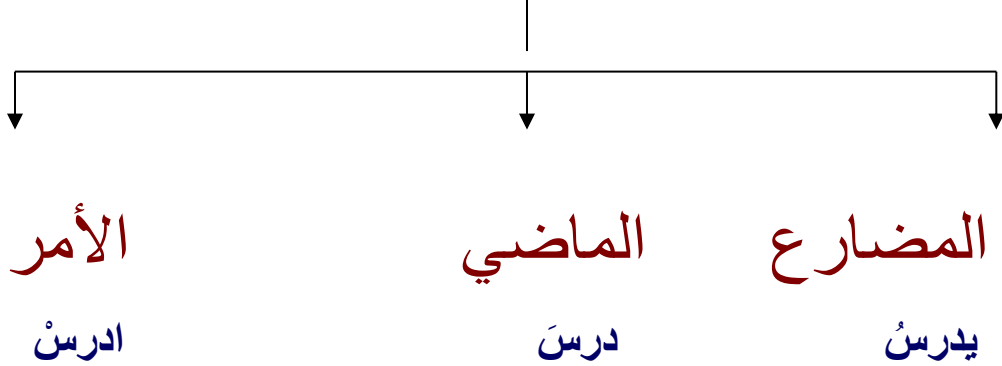 المضارع الماضي الأمر
يدرسُ درسَ ادرسْ